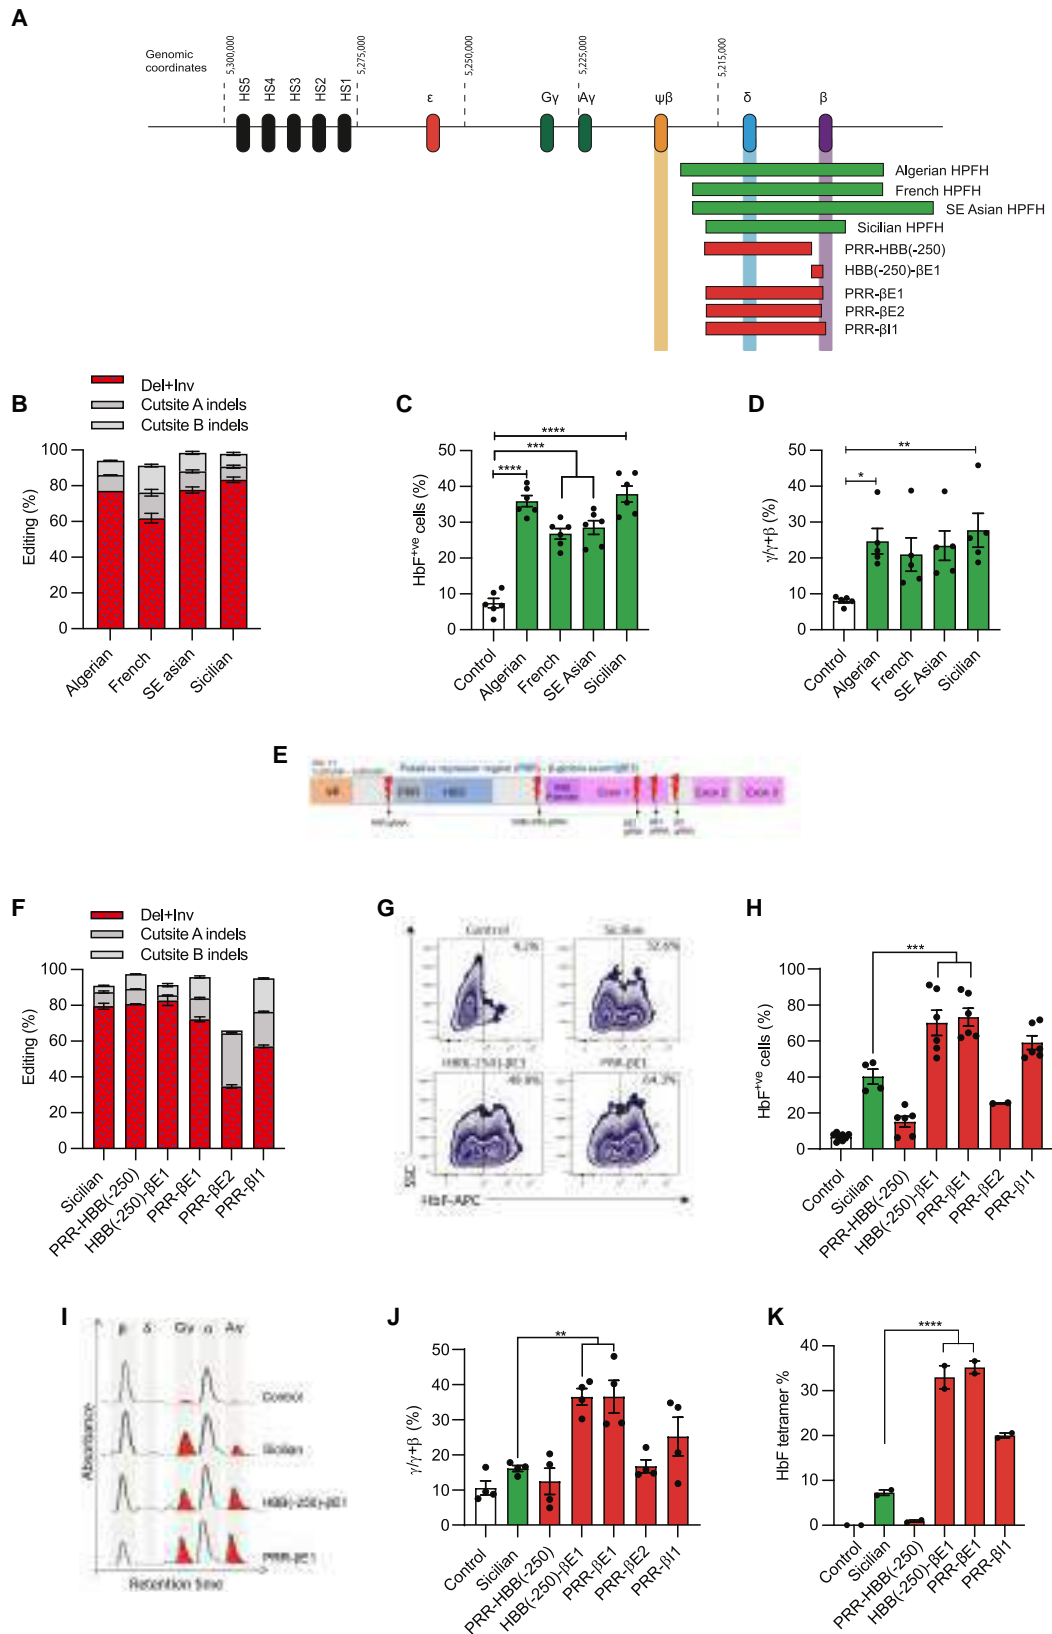 A
Genomic
coordinates
5,300,000
5,275,000
5,250,000
5,225,000
5,215,000
HS5
HS4
HS3
HS2
HS1
ε
Gγ
Aγ
ψβ
δ
β
Algerian HPFH
French HPFH
SE Asian HPFH
Sicilian HPFH
PRR-HBB(-250)
HBB(-250)-βE1
PRR-βE1
PRR-βE2
PRR-βI1
B
Del+Inv
Cutsite A indels
Cutsite B indels
Editing (%)
100
80
60
40
20
0
Algerian
French
SE asian
Sicilian
C
HbF+ve cells (%)
50
40
30
20
10
0
****
***
****
Control
Algerian
French
SE Asian
Sicilian
D
γ/γ+β (%)
50
40
30
20
10
0
**
*
Control
Algerian
French
SE Asian
Sicilian
E
Exon 1
Exon 2
Exon 3
F
Del+Inv
Cutsite A indels
Cutsite B indels
Editing (%)
100
80
60
40
20
0
Sicilian
PRR-HBB(-250)
HBB(-250)-βE1
PRR-βE1
PRR-βE2
PRR-βI1
G
Control
Sicilian
HBB(-250)-βE1
PRR-βE1
SSC
HbF-APC
H
HbF+ve cells (%)
100
80
60
40
20
0
***
Control
Sicilian
PRR-HBB(-250)
HBB(-250)-βE1
PRR-βE1
PRR-βE2
PRR-βI1
I
β
δ
Gγ
α
Aγ
Absorbance
Control
Sicilian
HBB(-250)-βE1
PRR-βE1
Retention time
J
γ/γ+β (%)
50
40
30
20
10
0
**
Control
Sicilian
PRR-HBB(-250)
HBB(-250)-βE1
PRR-βE1
PRR-βE2
PRR-βI1
K
HbF tetramer %
40
30
20
10
0
****
Control
Sicilian
PRR-HBB(-250)
HBB(-250)-βE1
PRR-βE1
PRR-βI1